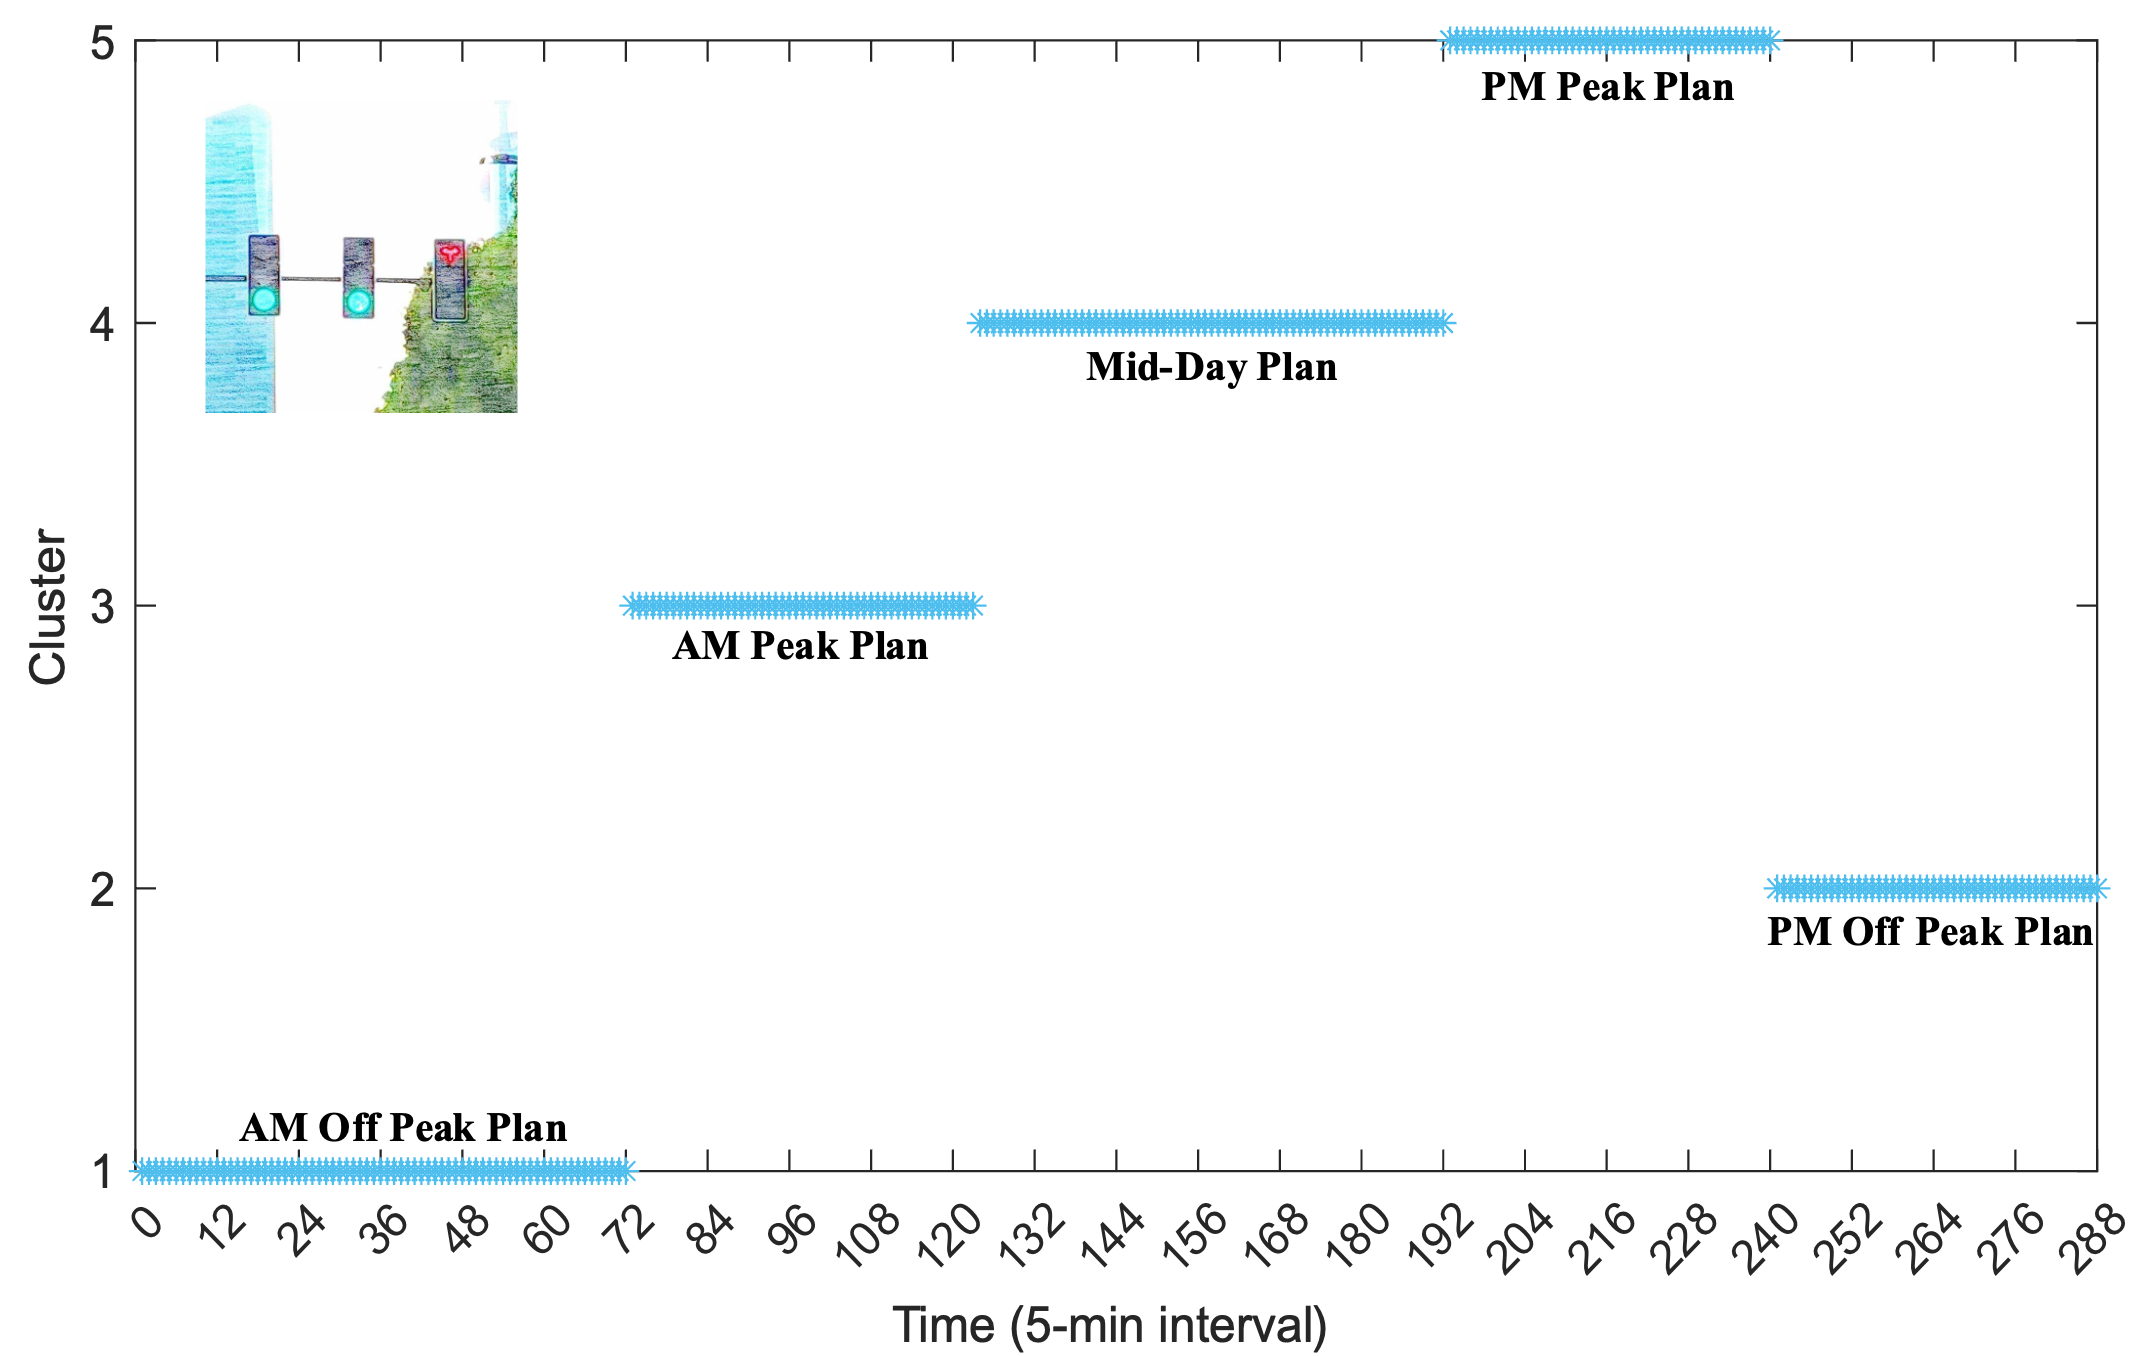 5
PM Peak Plan
4
Mid-Day Plan
Cluster
3
AM Peak Plan
2
PM Off Peak Plan
AM Off Peak Plan
1
0 12 24 36 48 60 72 84 96 108 120 132 144 156 168 180 192 204 216 228 240 252 264 276 288
Time (5-min interval)